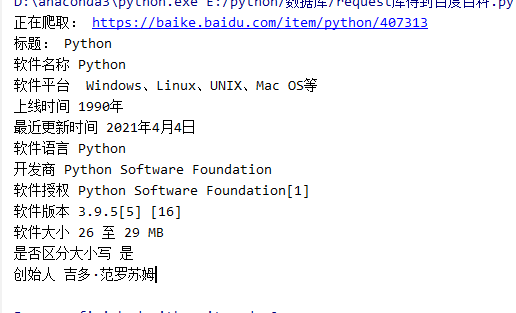 D:\anaconda3\python.exe E:/python/数据库/request库得到百度百科.py
正在爬取： https://baike.baidu.com/item/python/407313
标题： Python
软件名称 Python
软件平台  Windows、Linux、UNIX、Mac OS等
上线时间 1990年
最近更新时间 2021年4月4日
软件语言 Python
开发商 Python Software Foundation
软件授权 Python Software Foundation[1]
软件版本 3.9.5[5] [16]
软件大小 26 至 29 MB
是否区分大小写 是
创始人 吉多·范罗苏姆